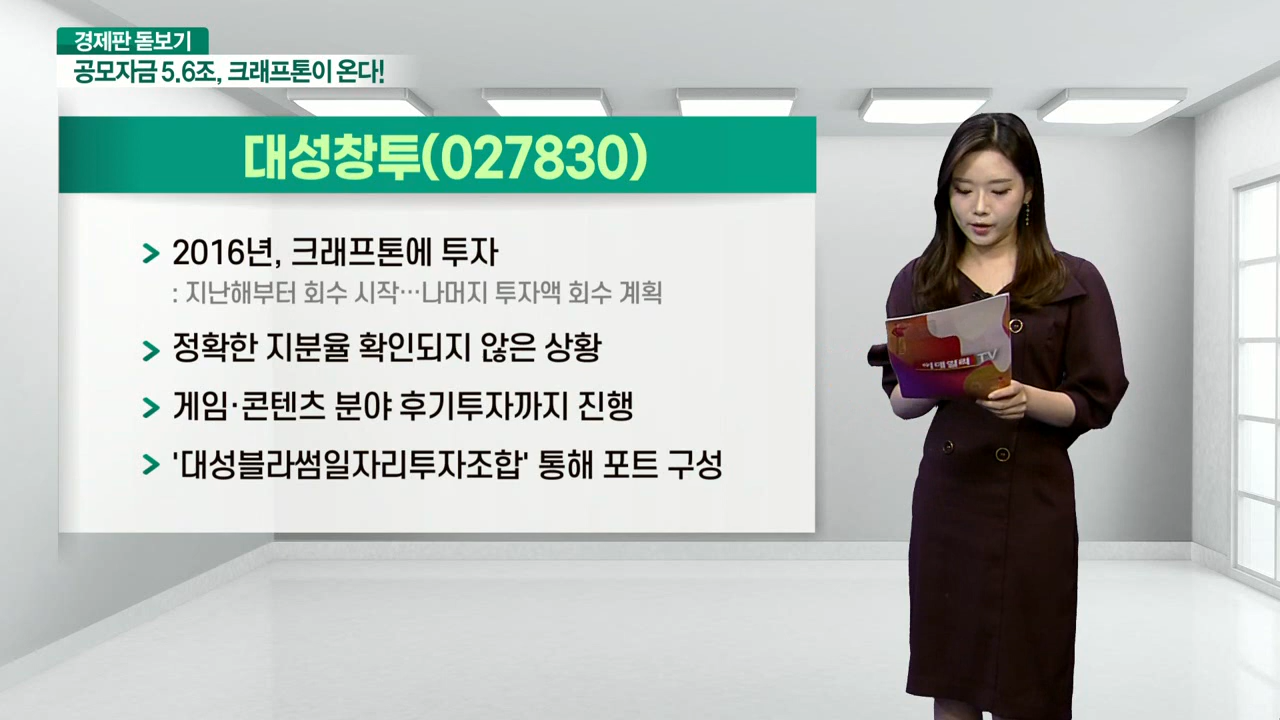 경제판 돋보기
공모자금 5.6조, 크래프톤이 온다!
대성창투(027830)
2016년, 크래프톤에 투자
: 지난해부터 회수 시작…나머지 투자액 회수 계획
정확한 지분율 확인되지 않은 상황
게임·콘텐츠 분야 후기투자까지 진행
'대성블라썸일자리투자조합' 통해 포트 구성
이데일리 TV